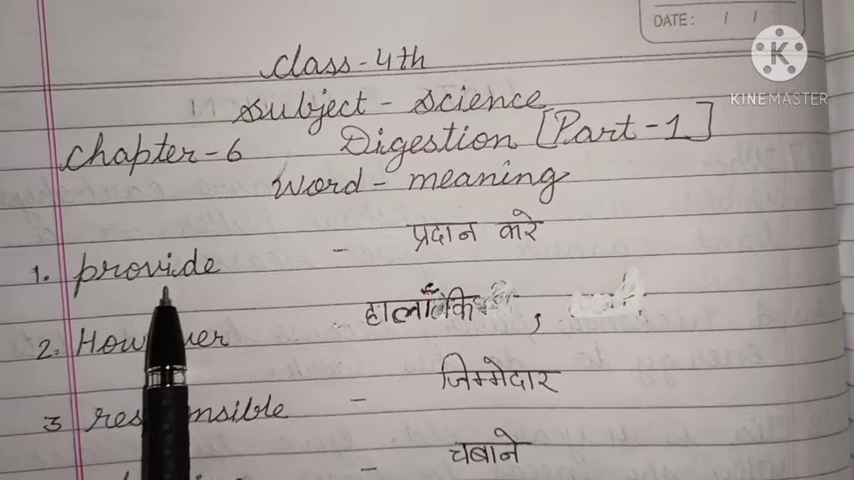 DATE: / /
K
KINEMASTER
Class-4th
Subject - Science
Chapter-6 Digestion [Part-1]
Word - meaning
1. provide - प्रदान करे
2. However हालाँकि ,
3 responsible - जिम्मेदार
- चबाने